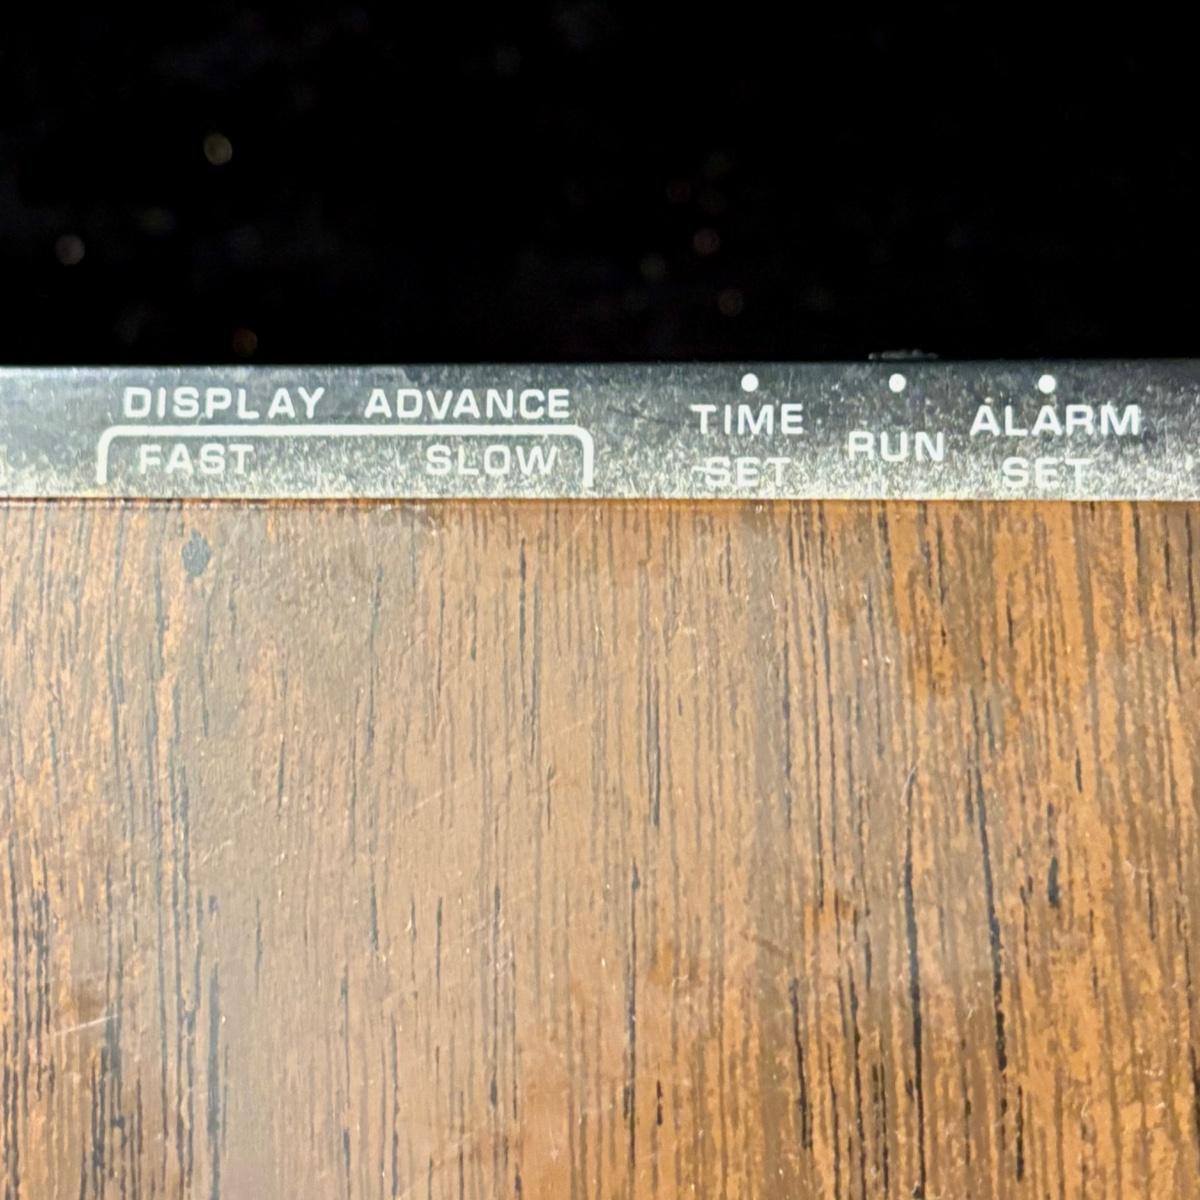 DISPLAY ADVANCE
FAST SLOW
TIME SET
RUN
ALARM SET